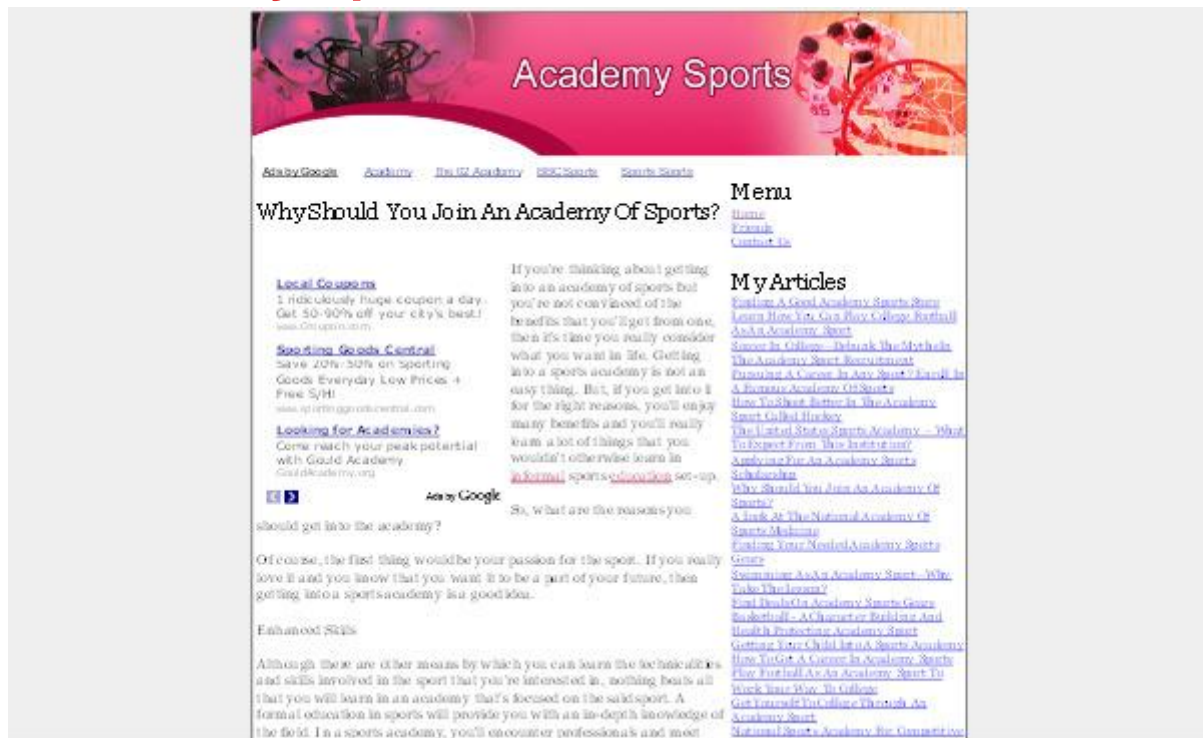 Academy Sports
Ads by Google Academy Sports Sports
WhyShould You Join An Academy Of Sports?
Local Coupons
1 ridiculously huge coupon a day.
Get 50-90% off your city's best!
Sporting Goods Central
Save 20%-50% on Sporting
Goods Everyday Low Prices +
Free S/H!
www.sportinggoodscentral.com
Looking for Academies?
Come reach your peak potential
with Gould Academy
GouldAcademy.org
Ads by Google
If you're thinking about getting
into an academy of sports but
you're not convinced of the
benefits that you'll get from one,
then it's time you really consider
what you want in life. Getting
into a sports academy is not an
easy thing. But, if you get into it
for the right reasons, you'll enjoy
many benefits and you'll really
learn a lot of things that you
wouldn't otherwise learn in
informal sports education set-up.
So, what are the reasons you
should get into the academy?
Of course, the first thing would be your passion for the sport. If you really
love it and you know that you want it to be a part of your future, then
getting into a sports academy is a good idea.
Enhanced Skills
Although there are other means by which you can learn the technicalities
and skills involved in the sport that you're interested in, nothing beats all
that you will learn in an academy that's focused on the said sport. A
formal education in sports will provide you with an in-depth knowledge of
the field. In a sports academy, you'll encounter professionals and meet
Menu
Home
Friends
Contact Us
My Articles
Finding A Good Academy Sports Store
Learn How You Can Play College Football
As An Academy Sport
Soccer In College - Debunk The Myths In
The Academy Sport Recruitment
Pursuing A Career In Any Sport? Enroll In
A Famous Academy Of Sports
How To Shoot Better In The Academy
Sport Called Hockey
The United States Sports Academy – What
To Expect From This Institution?
Applying For An Academy Sports
Scholarship
Why Should You Join An Academy Of
Sports?
A Look At The National Academy Of
Sports Medicine
Finding Your Needed Academy Sports
Gears
Swimming As An Academy Sport - Why
Take The Lesson?
Find Deals On Academy Sports Gears
Basketball - A Character Building And
Health Protecting Academy Sport
Getting Your Child Into A Sports Academy
How To Get A Career In Academy Sports
Play Football As An Academy Sport To
Work Your Way To College
Get Yourself To College Through An
Academy Sport
National Sports Academy For Competitive